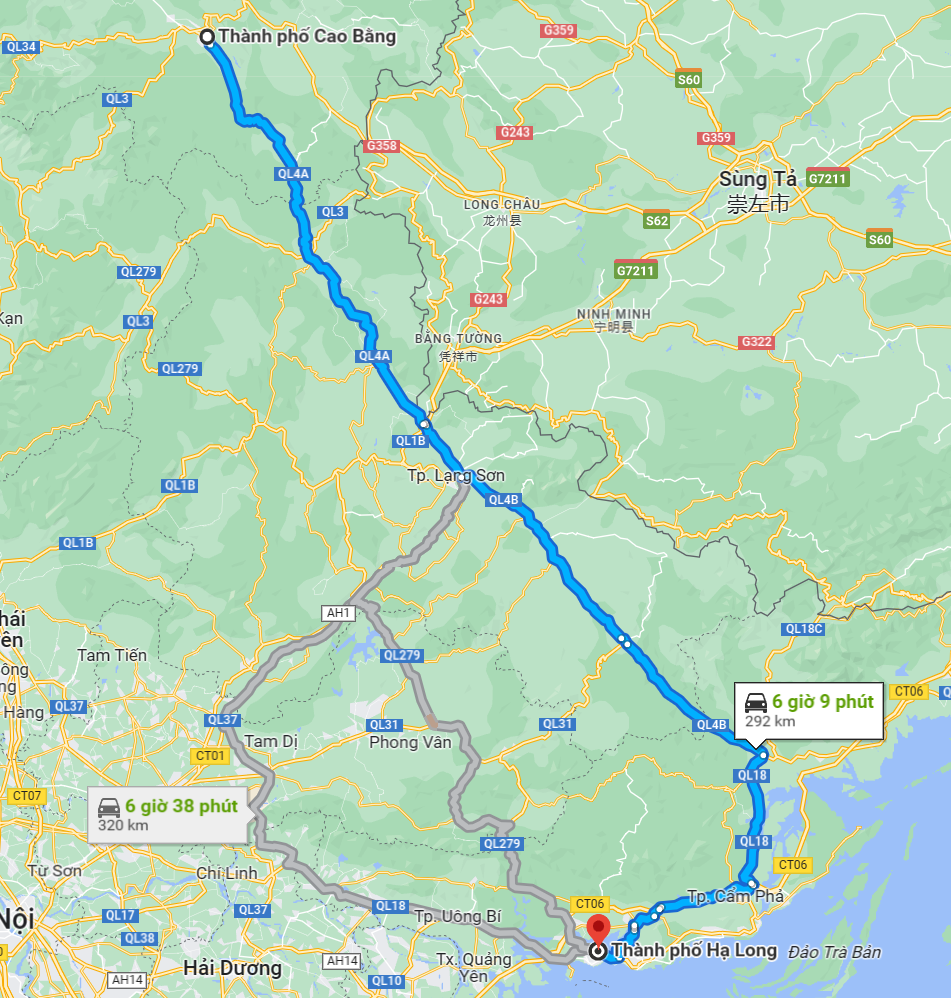 Thành phố Cao Bằng
QL34
G359
S60
QL3
G243
G359
G358
QL4A
Sùng Tả
崇左市
G7211
LONG CHÂU
龙州县
QL3
S62
S60
QL279
G7211
G243
QL3
NINH MINH
宁明县
BẰNG TƯỜNG
凭祥市
G322
QL4A
QL279
QL1B
Tp. Lạng Sơn
QL1B
QL4B
QL1B
AH1
QL18C
Tam Tiến
QL279
CT06
QL37
Hàng
6 giờ 9 phút
292 km
QL37
QL31
QL31
QL4B
Tam Dị
Phong Vân
CT01
QL18
CT07
6 giờ 38 phút
320 km
QL279
QL18
CT06
Từ Sơn
Chí Linh
Tp. Cẩm Phả
QL37
QL18
CT06
QL17
Tp. Uông Bí
Nội
QL38
Thành phố Hạ Long
Đảo Trà Bản
Hải Dương
AH14
Tx. Quảng
Yên
AH14
QL10